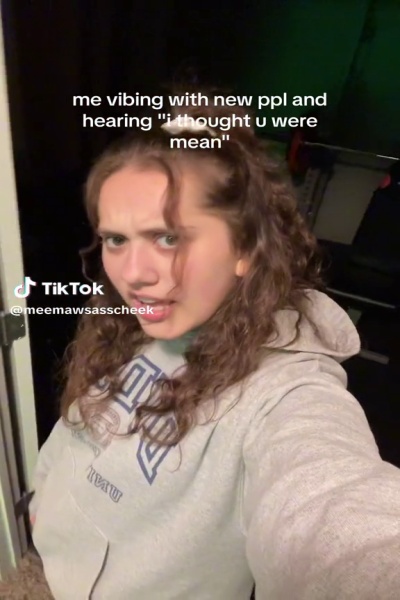 me vibing with new ppl and
hearing "i thought u were
mean"
TikTok
@meemawsasscheek